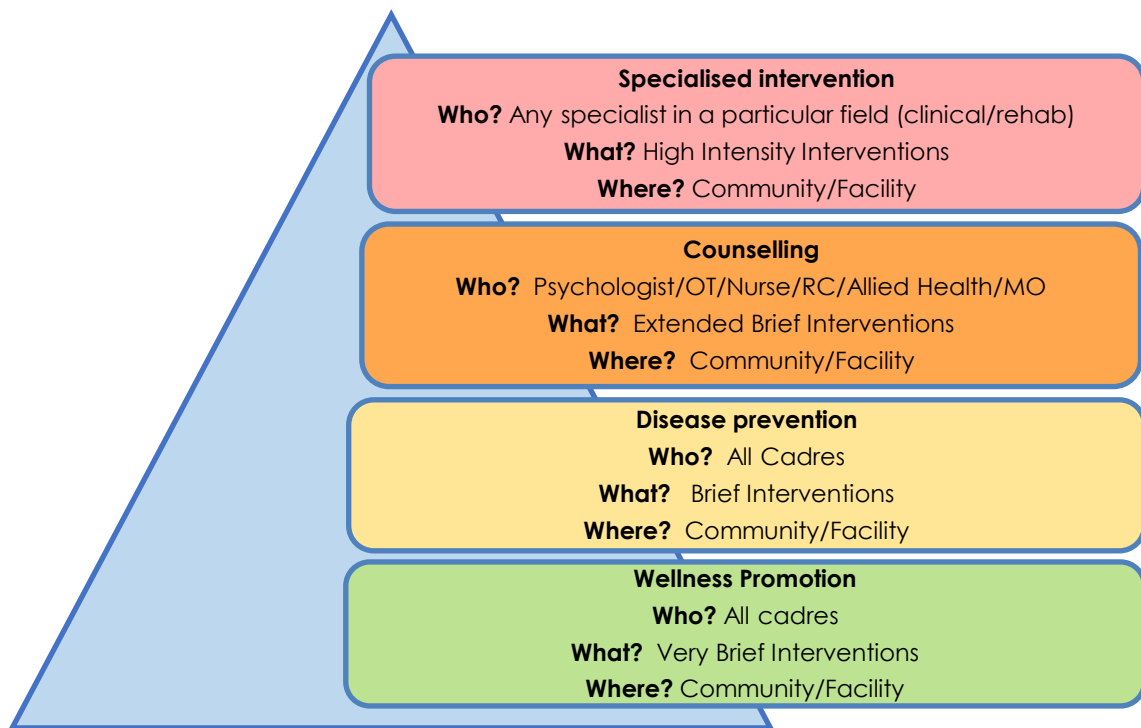 Specialised intervention
Who? Any specialist in a particular field (clinical/rehab)
What? High Intensity Interventions
Where? Community/Facility
Counselling
Who? Psychologist/OT/Nurse/RC/Allied Health/MO
What? Extended Brief Interventions
Where? Community/Facility
Disease prevention
Who? All Cadres
What? Brief Interventions
Where? Community/Facility
Wellness Promotion
Who? All cadres
What? Very Brief Interventions
Where? Community/Facility